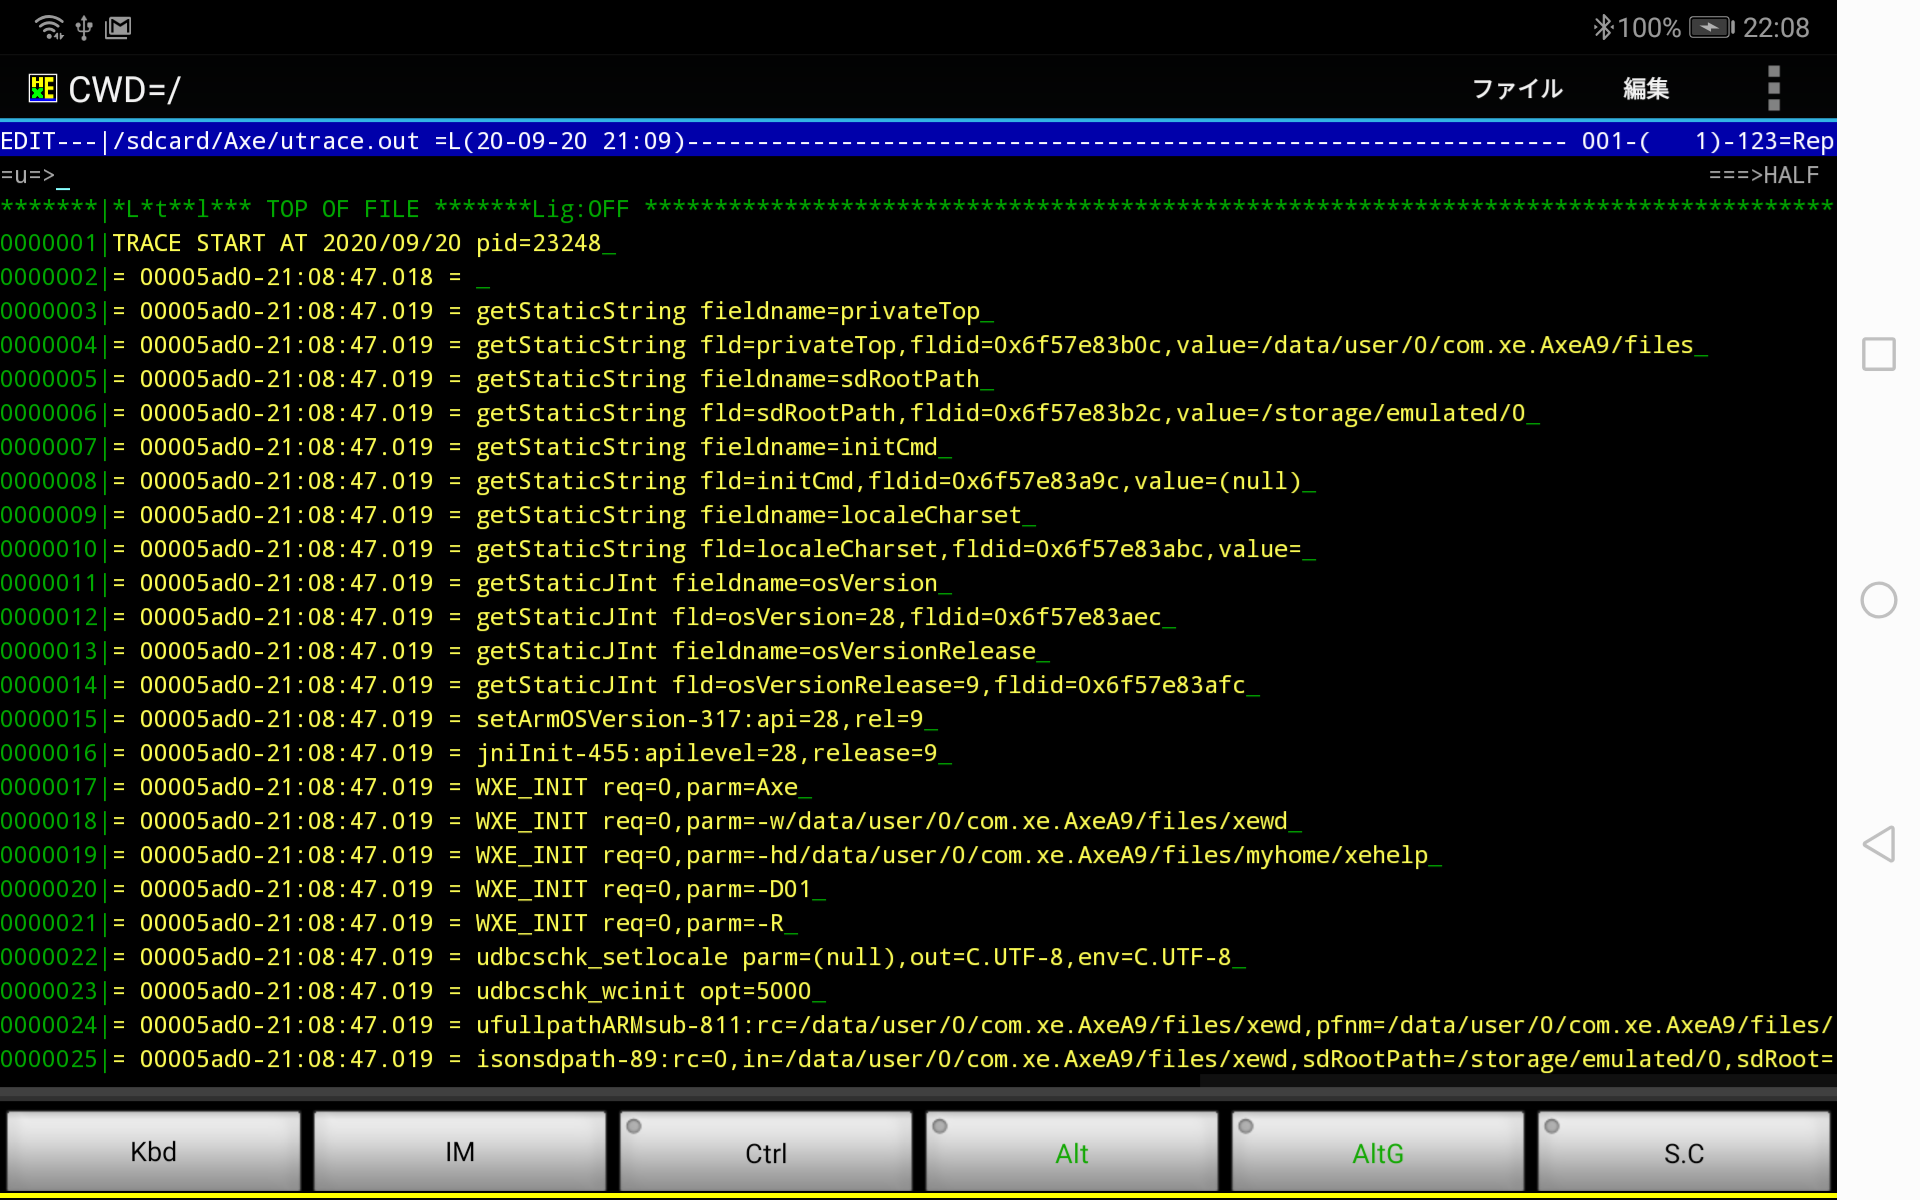 100% 22:08
CWD=/ ファイル 編集
EDIT---|/sdcard/Axe/utrace.out =L(20-09-20 21:09)--------------------------------------------------------------- 001-(   1)-123=Rep
=u=>_ ===>HALF
*******|*L*t**l*** TOP OF FILE *******Lig:OFF *************************************************************************************
0000001|TRACE START AT 2020/09/20 pid=23248_
0000002|= 00005ad0-21:08:47.018 = _
0000003|= 00005ad0-21:08:47.019 = getStaticString fieldname=privateTop_
0000004|= 00005ad0-21:08:47.019 = getStaticString fld=privateTop,fldid=0x6f57e83b0c,value=/data/user/0/com.xe.AxeA9/files_
0000005|= 00005ad0-21:08:47.019 = getStaticString fieldname=sdRootPath_
0000006|= 00005ad0-21:08:47.019 = getStaticString fld=sdRootPath,fldid=0x6f57e83b2c,value=/storage/emulated/0_
0000007|= 00005ad0-21:08:47.019 = getStaticString fieldname=initCmd_
0000008|= 00005ad0-21:08:47.019 = getStaticString fld=initCmd,fldid=0x6f57e83a9c,value=(null)_
0000009|= 00005ad0-21:08:47.019 = getStaticString fieldname=localeCharset_
0000010|= 00005ad0-21:08:47.019 = getStaticString fld=localeCharset,fldid=0x6f57e83abc,value=_
0000011|= 00005ad0-21:08:47.019 = getStaticJInt fieldname=osVersion_
0000012|= 00005ad0-21:08:47.019 = getStaticJInt fld=osVersion=28,fldid=0x6f57e83aec_
0000013|= 00005ad0-21:08:47.019 = getStaticJInt fieldname=osVersionRelease_
0000014|= 00005ad0-21:08:47.019 = getStaticJInt fld=osVersionRelease=9,fldid=0x6f57e83afc_
0000015|= 00005ad0-21:08:47.019 = setArmOSVersion-317:api=28,rel=9_
0000016|= 00005ad0-21:08:47.019 = jniInit-455:apilevel=28,release=9_
0000017|= 00005ad0-21:08:47.019 = WXE_INIT req=0,parm=Axe_
0000018|= 00005ad0-21:08:47.019 = WXE_INIT req=0,parm=-w/data/user/0/com.xe.AxeA9/files/xewd_
0000019|= 00005ad0-21:08:47.019 = WXE_INIT req=0,parm=-hd/data/user/0/com.xe.AxeA9/files/myhome/xehelp_
0000020|= 00005ad0-21:08:47.019 = WXE_INIT req=0,parm=-D01_
0000021|= 00005ad0-21:08:47.019 = WXE_INIT req=0,parm=-R_
0000022|= 00005ad0-21:08:47.019 = udbcschk_setlocale parm=(null),out=C.UTF-8,env=C.UTF-8_
0000023|= 00005ad0-21:08:47.019 = udbcschk_wcinit opt=5000_
0000024|= 00005ad0-21:08:47.019 = ufullpathARMsub-811:rc=/data/user/0/com.xe.AxeA9/files/xewd,pfnm=/data/user/0/com.xe.AxeA9/files/
0000025|= 00005ad0-21:08:47.019 = isonsdpath-89:rc=0,in=/data/user/0/com.xe.AxeA9/files/xewd,sdRootPath=/storage/emulated/0,sdRoot=
Kbd IM Ctrl Alt AltG S.C